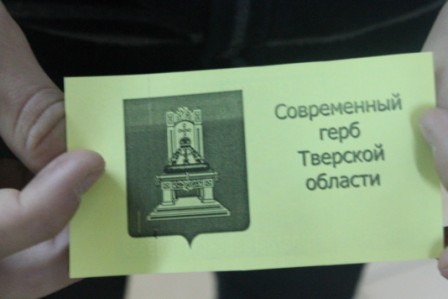 Современный
герб
Тверской
области